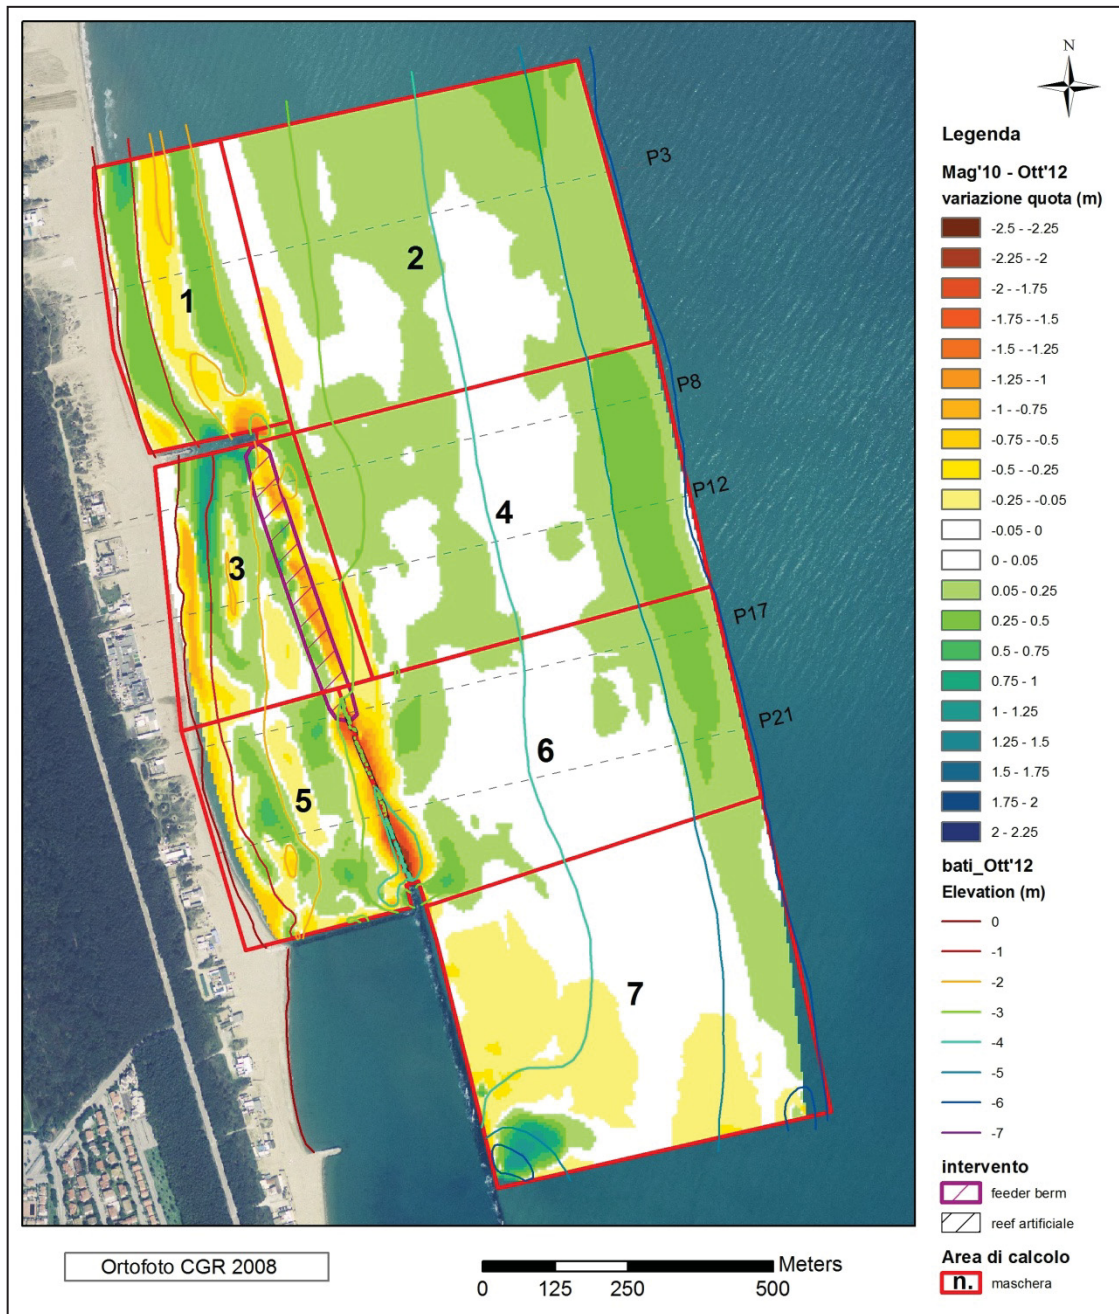 N
Legenda
Mag'10 - Ott'12
variazione quota (m)
-2.5 - -2.25
-2.25 - -2
-2 - -1.75
-1.75 - -1.5
-1.5 - -1.25
-1.25 - -1
-1 - -0.75
-0.75 - -0.5
-0.5 - -0.25
-0.25 - -0.05
-0.05 - 0
0 - 0.05
0.05 - 0.25
0.25 - 0.5
0.5 - 0.75
0.75 - 1
1 - 1.25
1.25 - 1.5
1.5 - 1.75
1.75 - 2
2 - 2.25
bati_Ott'12
Elevation (m)
0
-1
-2
-3
-4
-5
-6
-7
intervento
feeder berm
reef artificiale
Area di calcolo
n. maschera
P3
P8
P12
P17
P21
1
2
3
4
5
6
7
Ortofoto CGR 2008
Meters
0 125 250 500